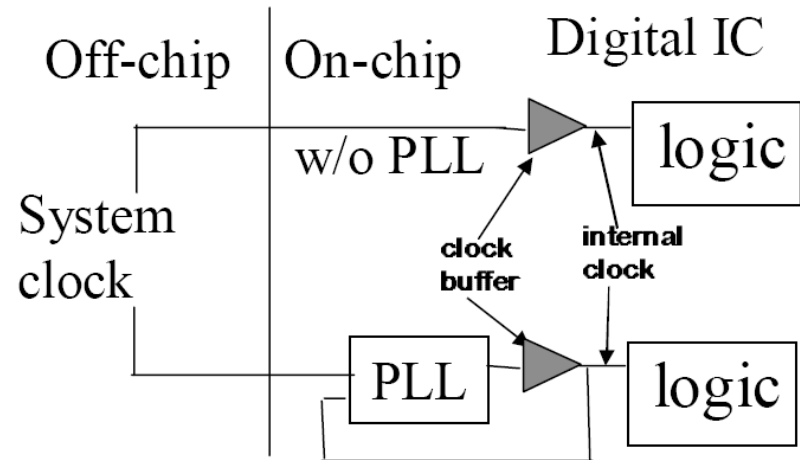 Off-chip
On-chip
Digital IC
w/o PLL
logic
System
clock
clock
buffer
internal
clock
PLL
logic